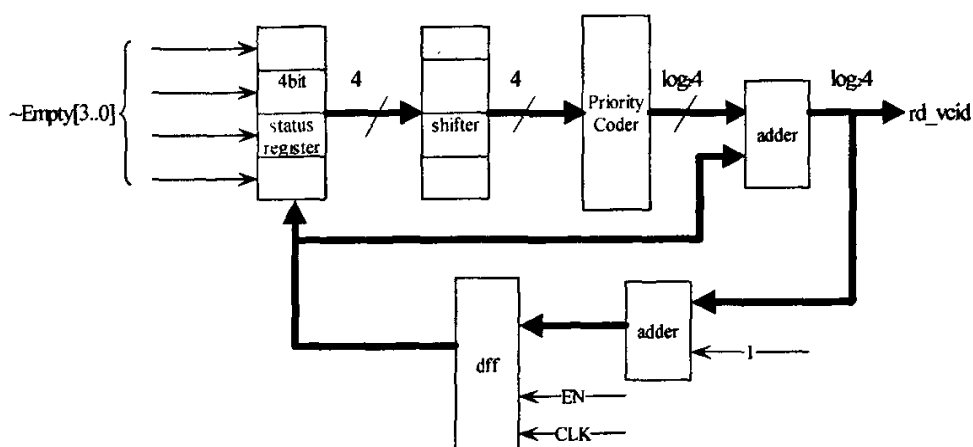 ~Empty[3..0]
4bit
status
register
4
shifter
4
Priority
Coder
log₂4
adder
log₂4
rd_vcid
dff
EN
CLK
adder
1